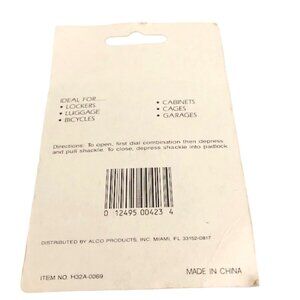 IDEAL FOR....
• LOCKERS
• LUGGAGE
• BICYCLES
• CABINETS
• CAGES
• GARAGES
Directions: To open, first dial combination then depress
and pull shackle. To close, depress shackle into padlock.
0 12495 00423 4
DISTRIBUTED BY ALCO PRODUCTS, INC. MIAMI, FL 33152-0817
ITEM NO. H32A-0069
MADE IN CHINA